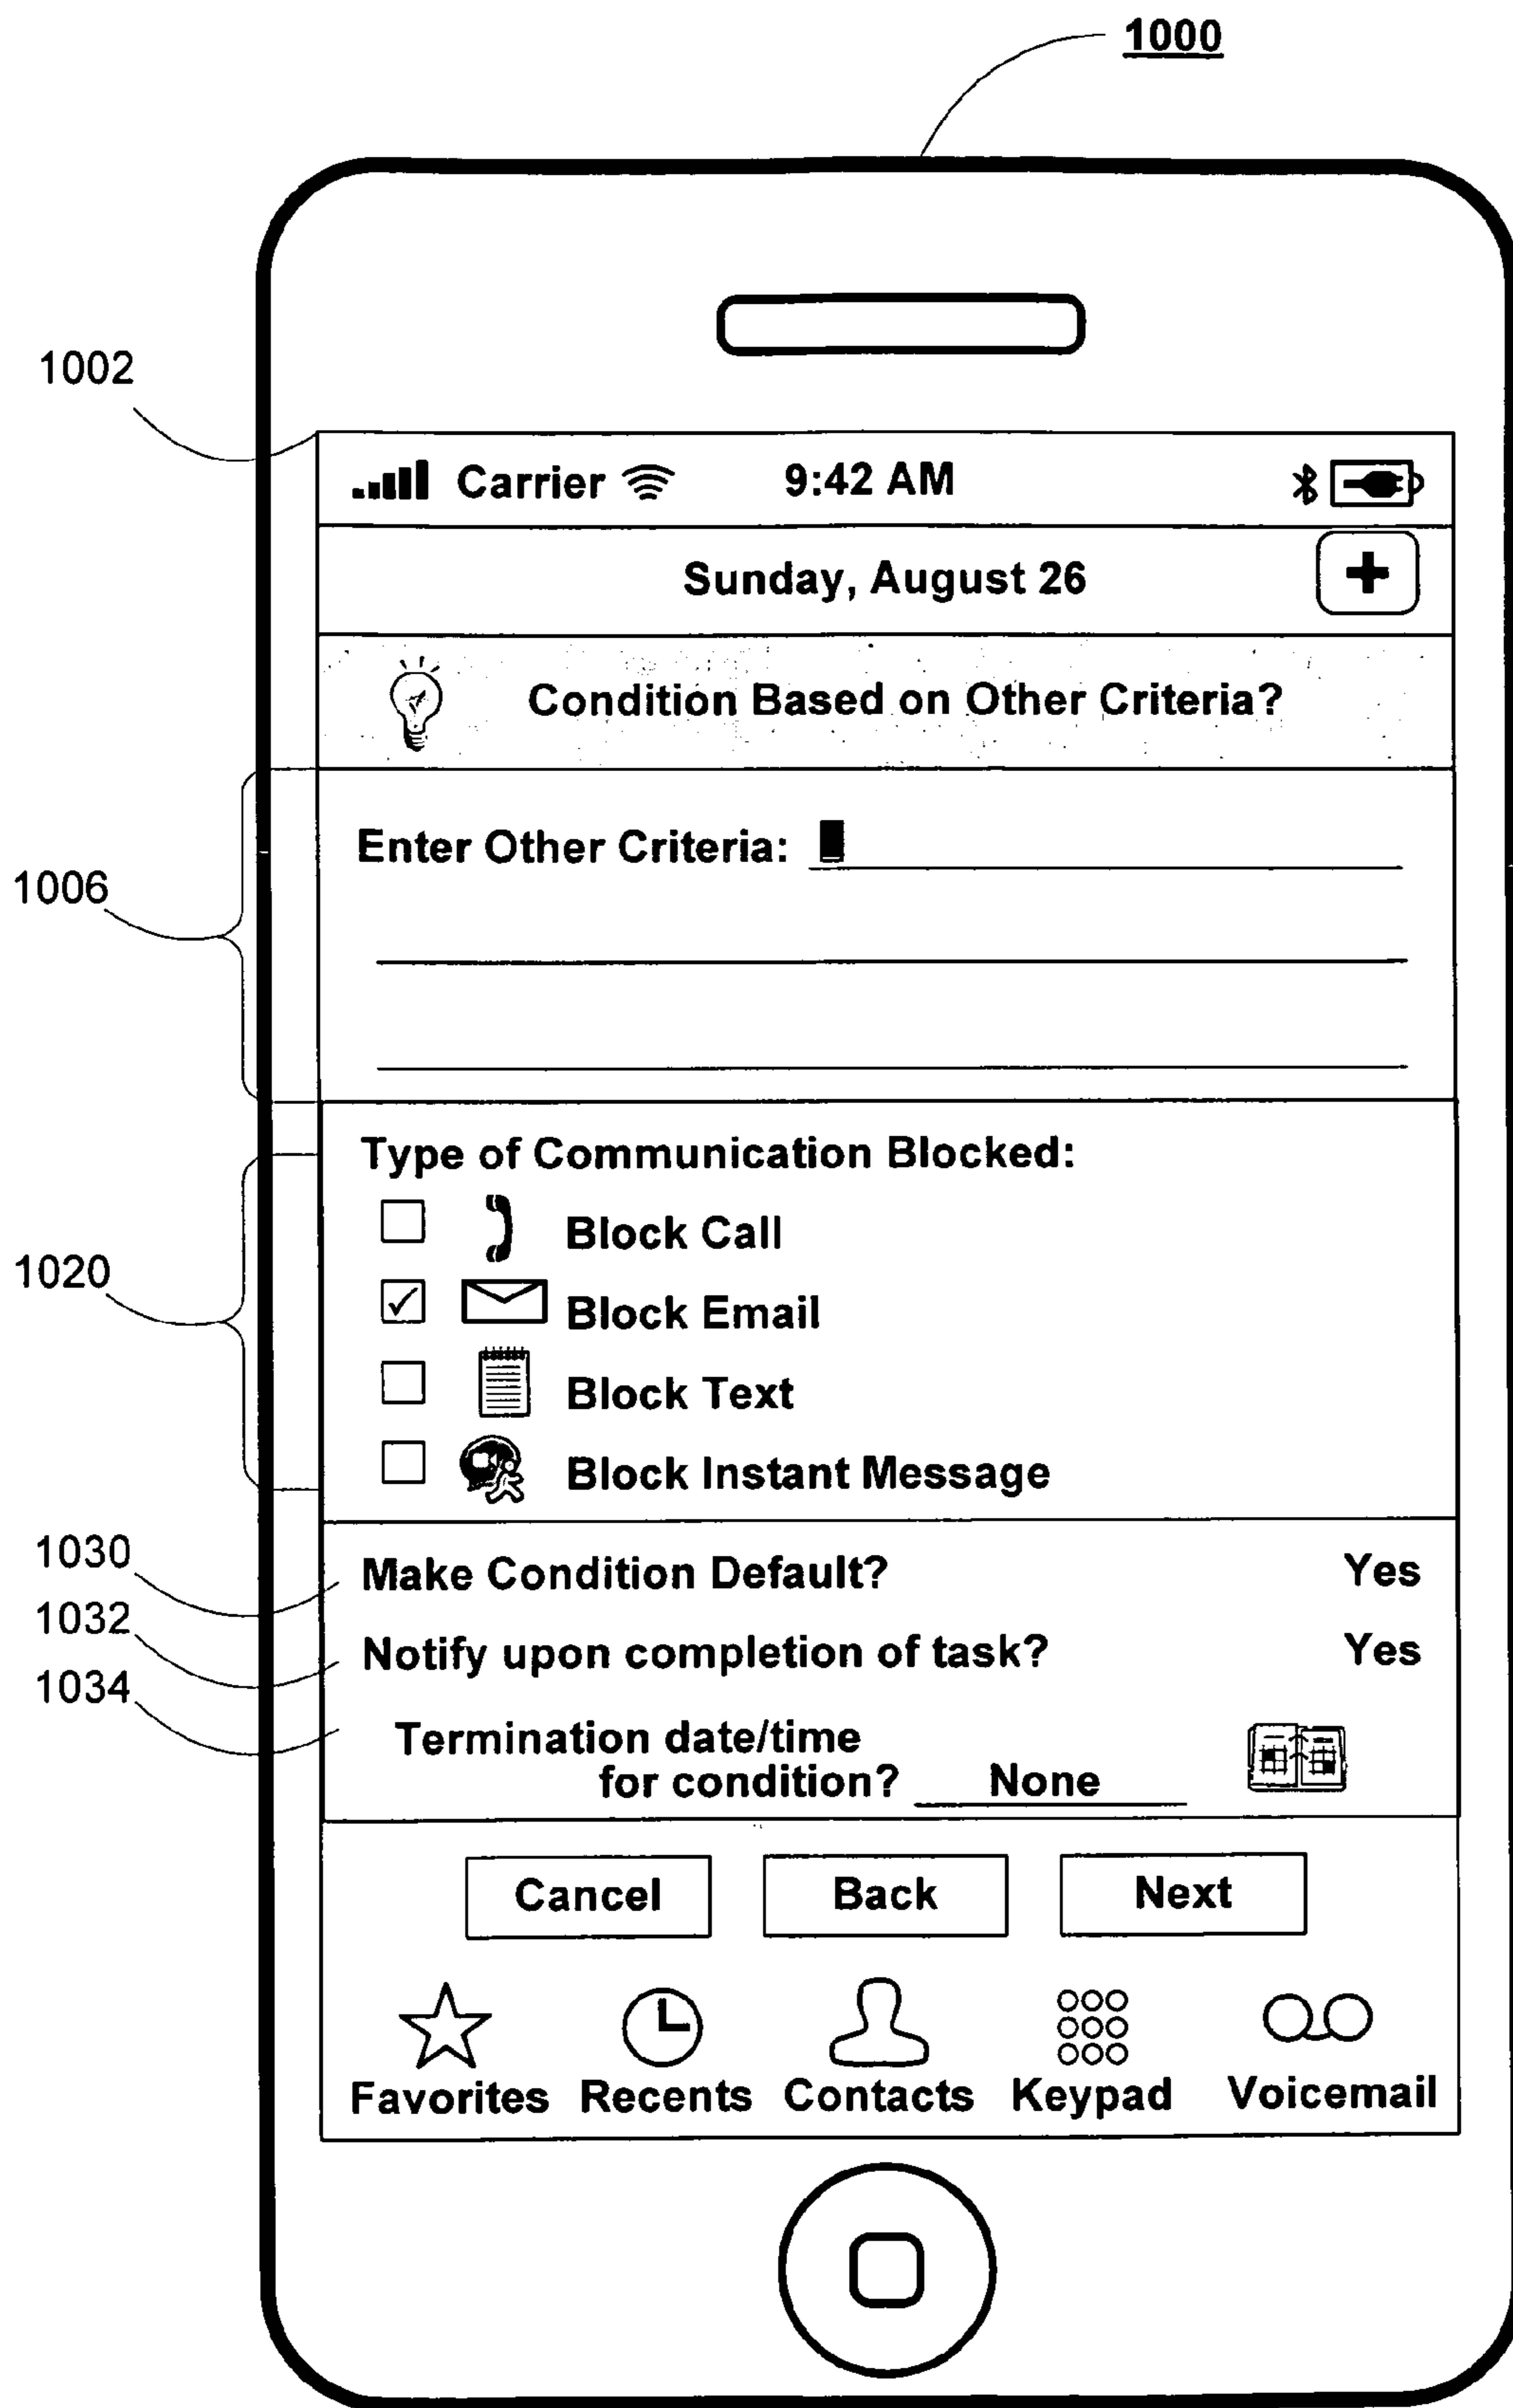 1000
1002
Carrier 9:42 AM
Sunday, August 26 +
Condition Based on Other Criteria?
Enter Other Criteria:
1006
Type of Communication Blocked:
Block Call
1020
Block Email
Block Text
Block Instant Message
1030
Make Condition Default? Yes
1032
Notify upon completion of task? Yes
1034
Termination date/time
for condition? None
Cancel Back Next
Favorites Recents Contacts Keypad Voicemail